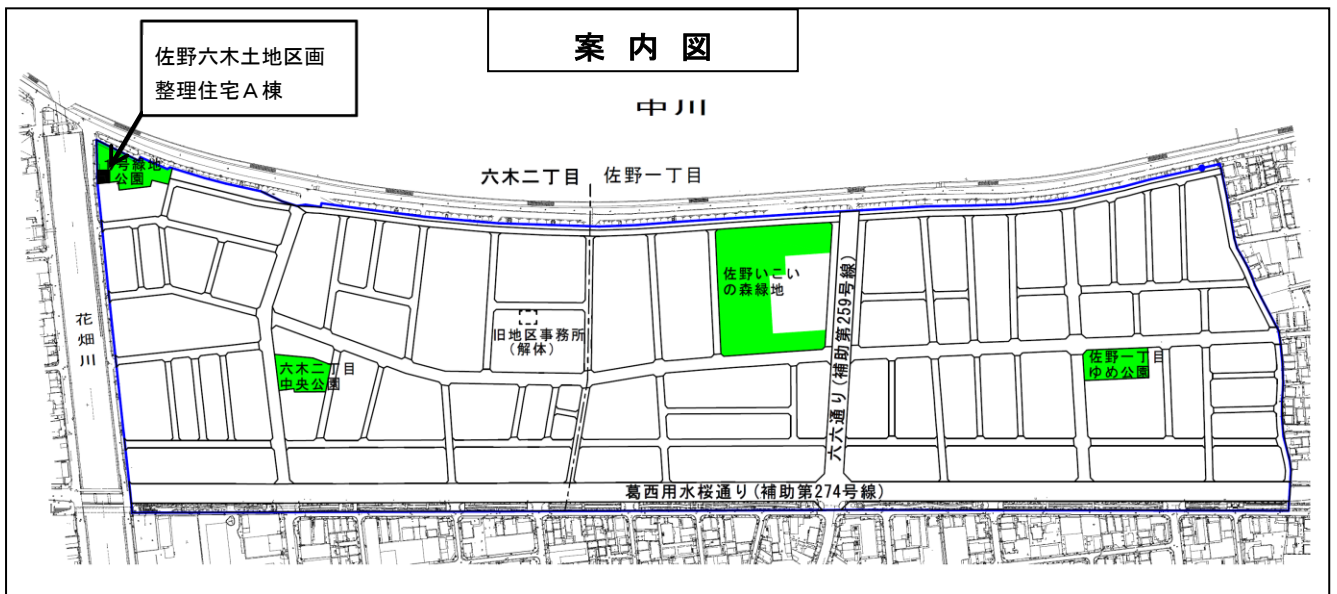 案内図
佐野六木土地区画
整理住宅A棟
中川
六木二丁目
佐野一丁目
1号緑地
公園
佐野いこい
の森緑地
六六通り(補助第259号線)
花畑川
旧地区事務所
(解体)
六木二丁目
中央公園
佐野一丁目
ゆめ公園
葛西用水桜通り(補助第274号線)